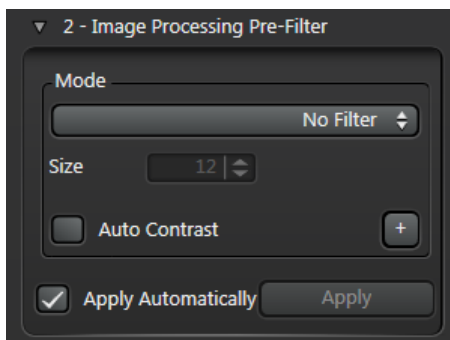 2 - Image Processing Pre-Filter
Mode
No Filter
Size 12
Auto Contrast +
Apply Automatically Apply